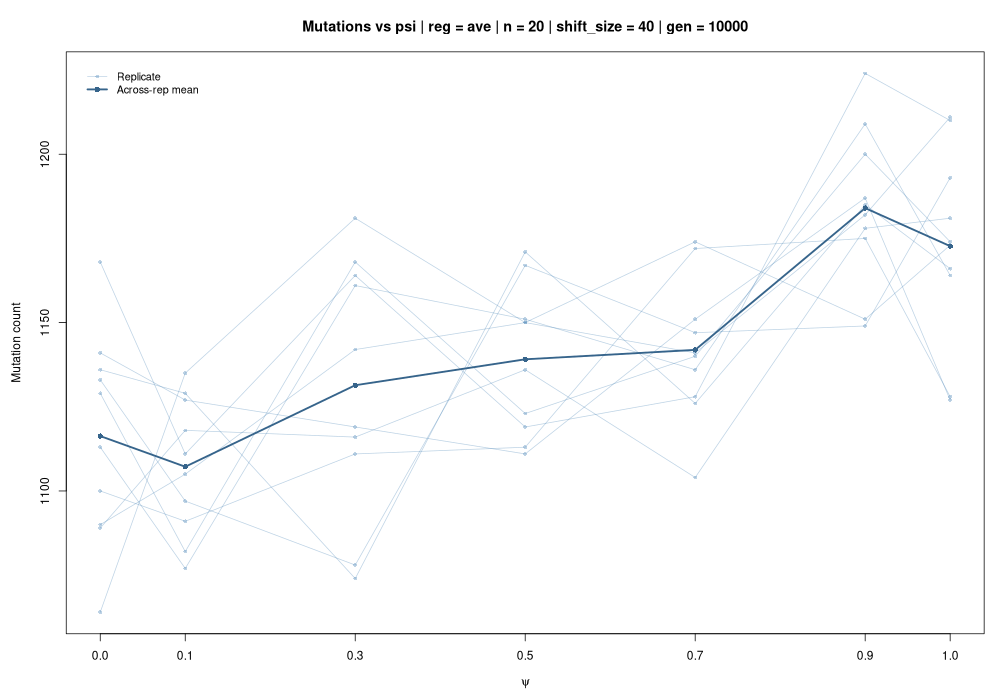 Mutations vs psi | reg = ave | n = 20 | shift_size = 40 | gen = 10000
Replicate
Across-rep mean
Mutation count
1200
1150
1100
0.0 0.1 0.3 0.5 0.7 0.9 1.0
ψ